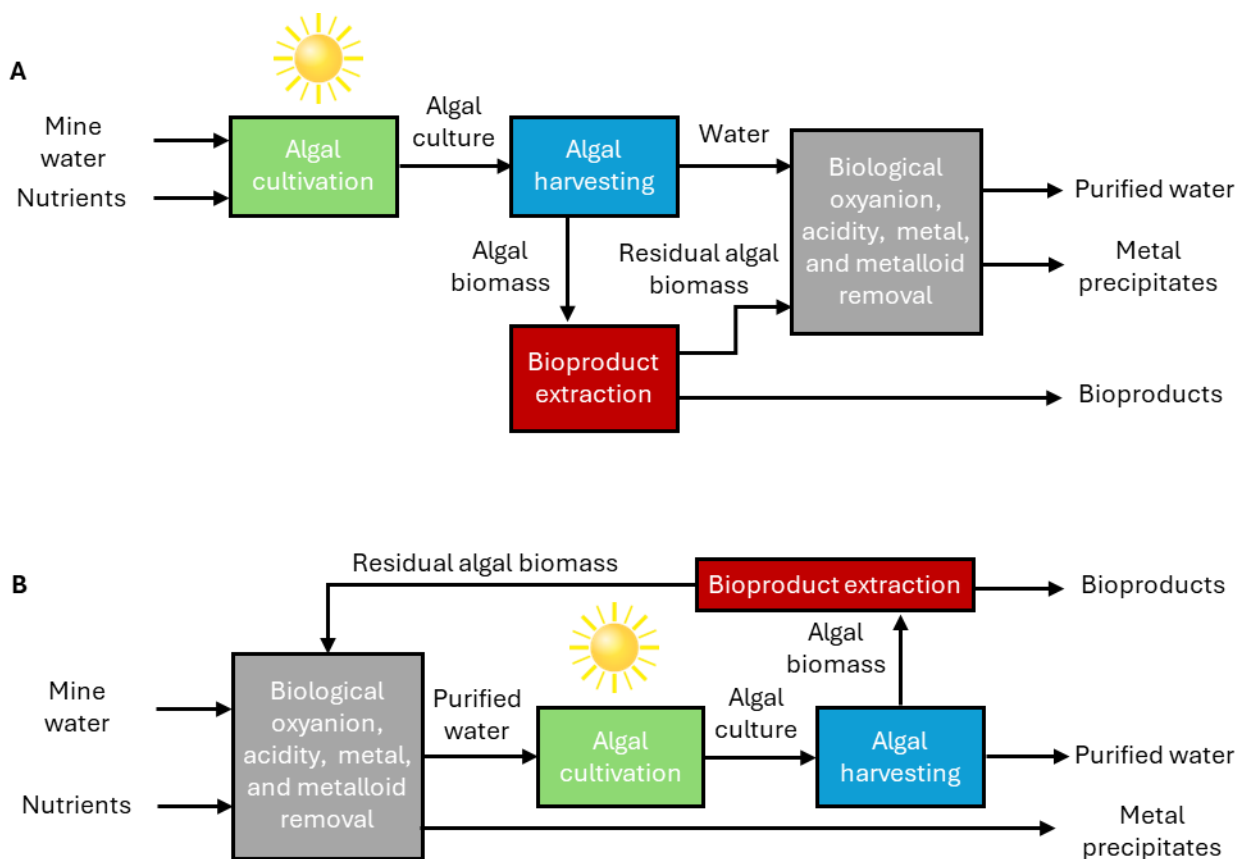 A
Mine
water
Nutrients
Algal
cultivation
Algal
culture
Algal
harvesting
Water
Biological
oxyanion,
acidity, metal,
and metalloid
removal
Purified water
Metal
precipitates
Algal
biomass
Residual algal
biomass
Bioproduct
extraction
Bioproducts
B
Residual algal biomass
Bioproduct extraction
Bioproducts
Mine
water
Nutrients
Biological
oxyanion,
acidity, metal,
and metalloid
removal
Purified
water
Algal
cultivation
Algal
culture
Algal
biomass
Algal
harvesting
Purified water
Metal
precipitates